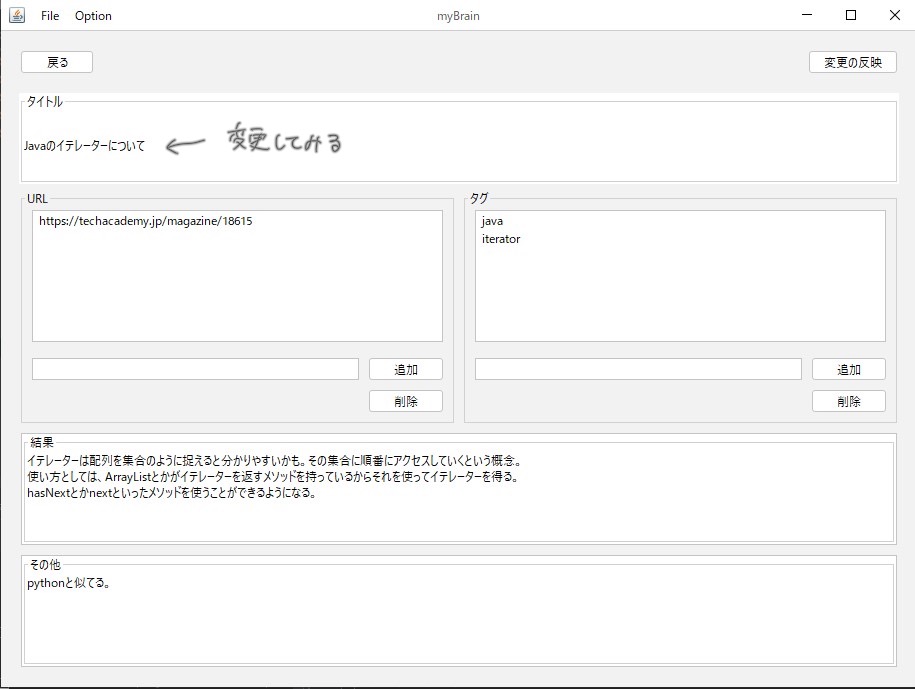 File Option myBrain
戻る 変更の反映
タイトル
Javaのイテレーターについて ← 変更してみる
URL タグ
https://techacademy.jp/magazine/18615
java
iterator
追加 追加
削除 削除
結果
イテレーターは配列を集合のように捉えると分かりやすいかも。その集合に順番にアクセスしていくという概念。
使い方としては、ArrayListとかがイテレーターを返すメソッドを持っているからそれを使ってイテレーターを得る。
hasNextとかnextといったメソッドを使うことができるようになる。
その他
pythonと似てる。